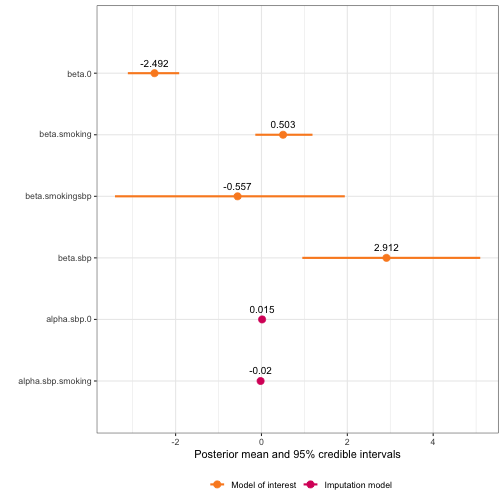 beta.0
-2.492
beta.smoking
0.503
beta.smokingsbp
-0.557
beta.sbp
2.912
alpha.sbp.0
0.015
alpha.sbp.smoking
-0.02
-2 0 2 4
Posterior mean and 95% credible intervals
Model of interest Imputation model